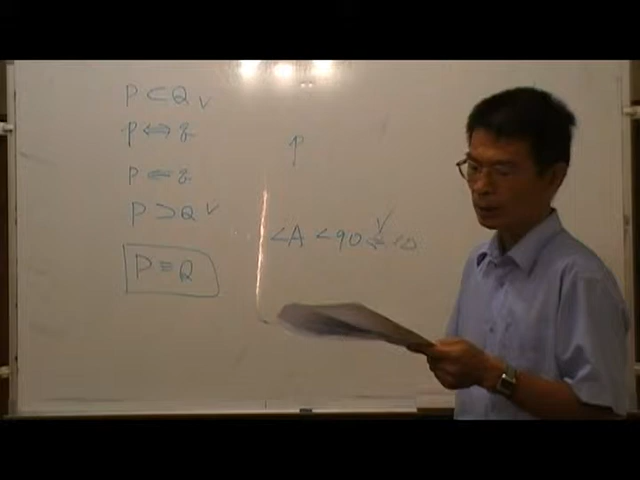 P ⊂ Q ✓
p ⇔ q
p ⇐ q
P ⊃ Q ✓
P ≡ Q
p
∠A < 90